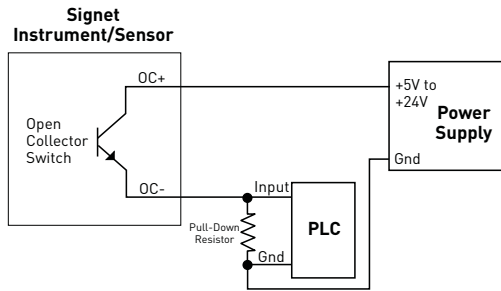 Signet
Instrument/Sensor
OC+
Open
Collector
Switch
OC-
+5V to
+24V
Power
Supply
Gnd
Input
PLC
Pull-Down
Resistor
Gnd